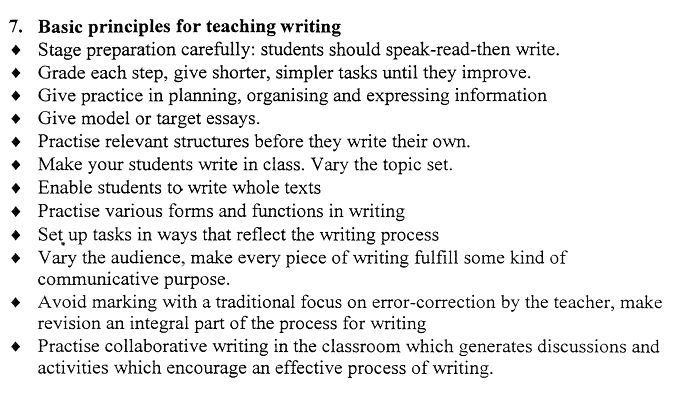 7. Basic principles for teaching writing
♦ Stage preparation carefully: students should speak-read-then write.
♦ Grade each step, give shorter, simpler tasks until they improve.
♦ Give practice in planning, organising and expressing information
♦ Give model or target essays.
♦ Practise relevant structures before they write their own.
♦ Make your students write in class. Vary the topic set.
♦ Enable students to write whole texts
♦ Practise various forms and functions in writing
♦ Set up tasks in ways that reflect the writing process
♦ Vary the audience, make every piece of writing fulfill some kind of
communicative purpose.
♦ Avoid marking with a traditional focus on error-correction by the teacher, make
revision an integral part of the process for writing
♦ Practise collaborative writing in the classroom which generates discussions and
activities which encourage an effective process of writing.